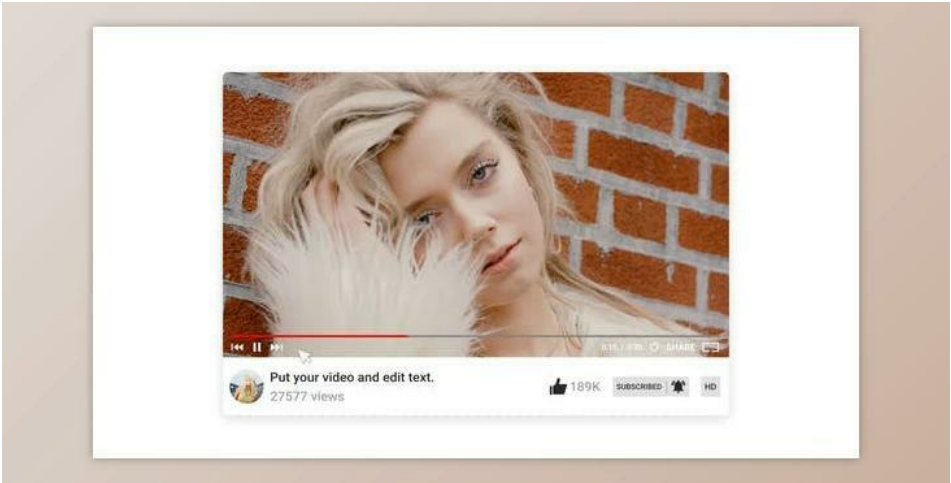 SHARE
Put your video and edit text.
27577 views
189K
SUBSCRIBED
HD